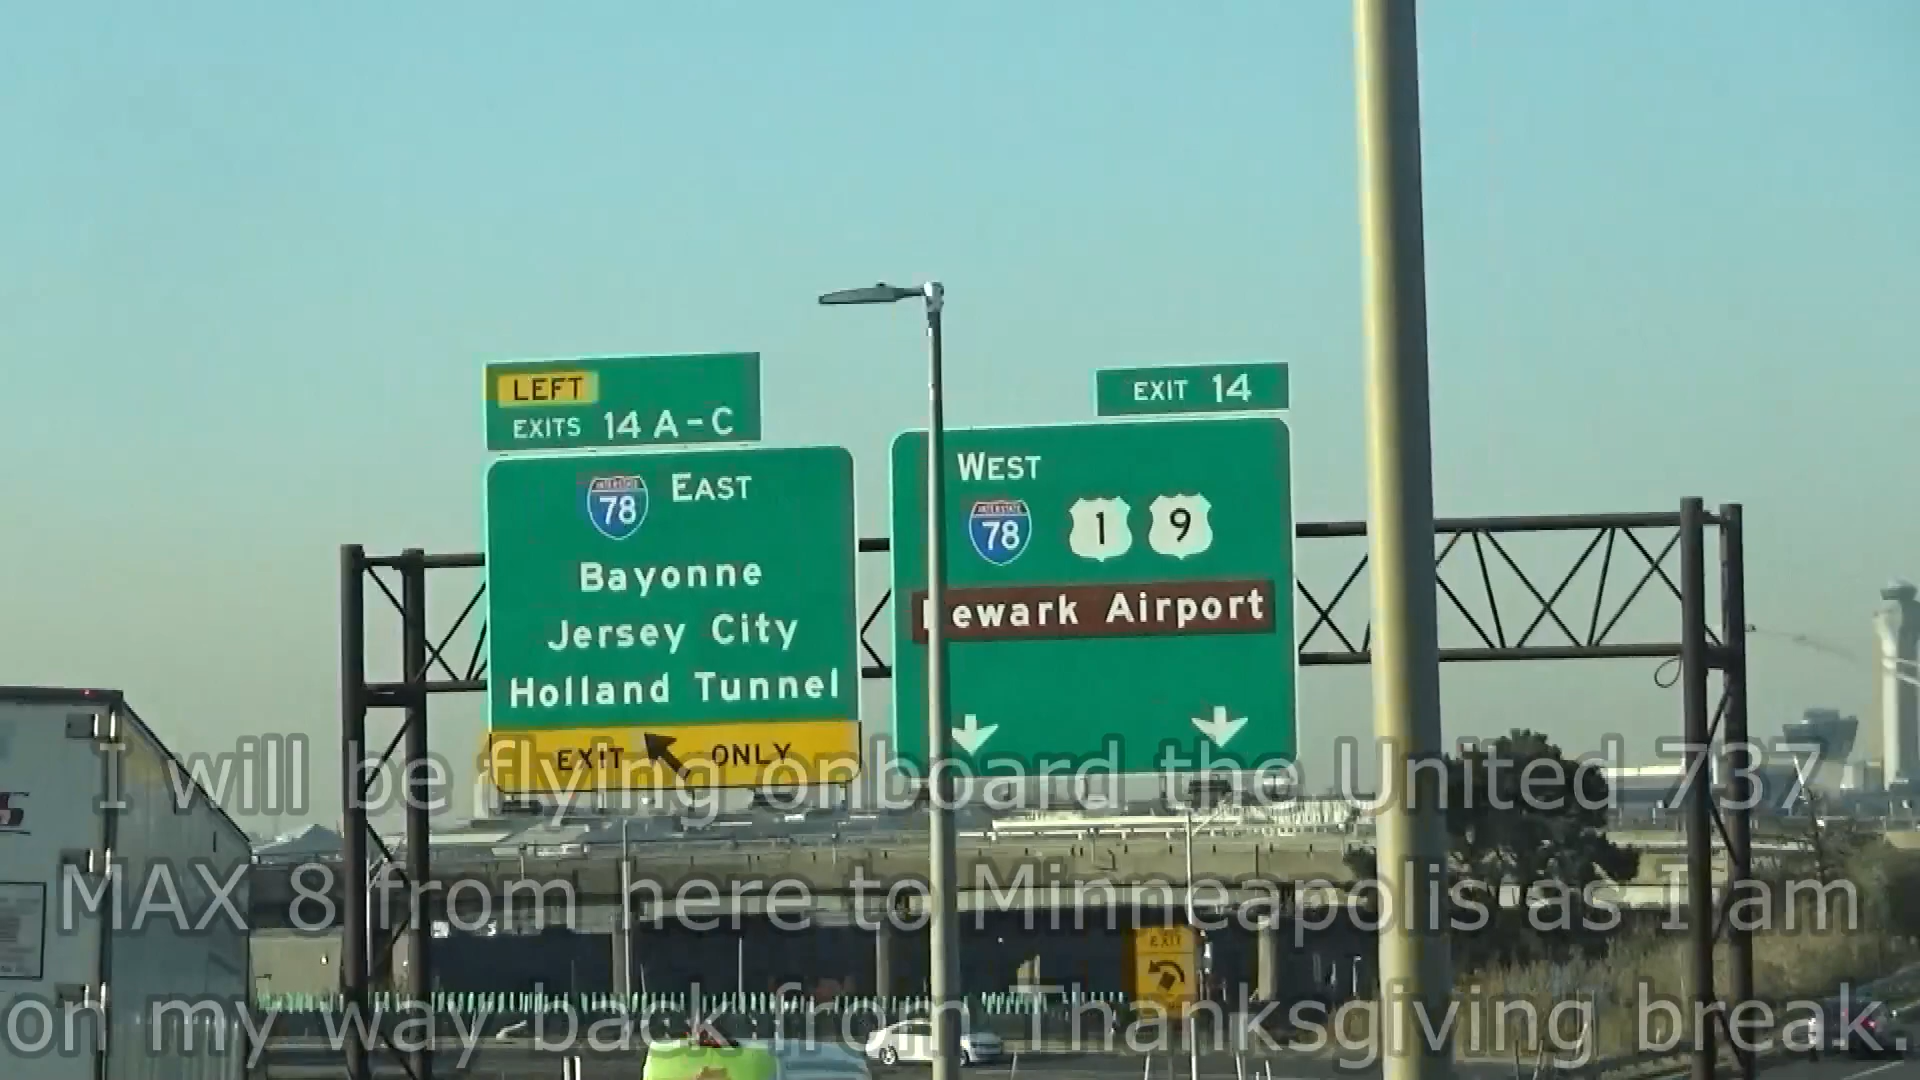 LEFT
EXITS 14 A-C
INTERSTATE
78
EAST
Bayonne
Jersey City
Holland Tunnel
EXIT ONLY
EXIT 14
WEST
INTERSTATE
78
1
9
ewark Airport
I will be flying onboard the United 737
MAX 8 from here to Minneapolis as I am
on my way back from Thanksgiving break.
EXIT